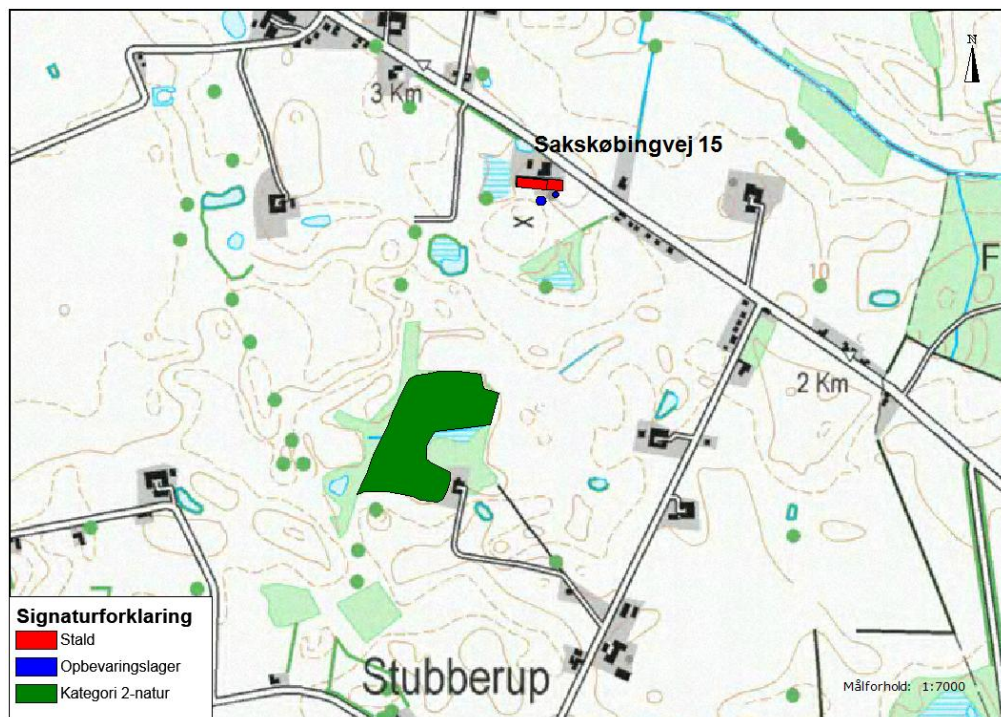 N
3 Km
Sakskøbingvej 15
F
10
2 Km
Signaturforklaring
Stald
Opbevaringslager
Kategori 2-natur
Stubberup
Målforhold: 1:7000